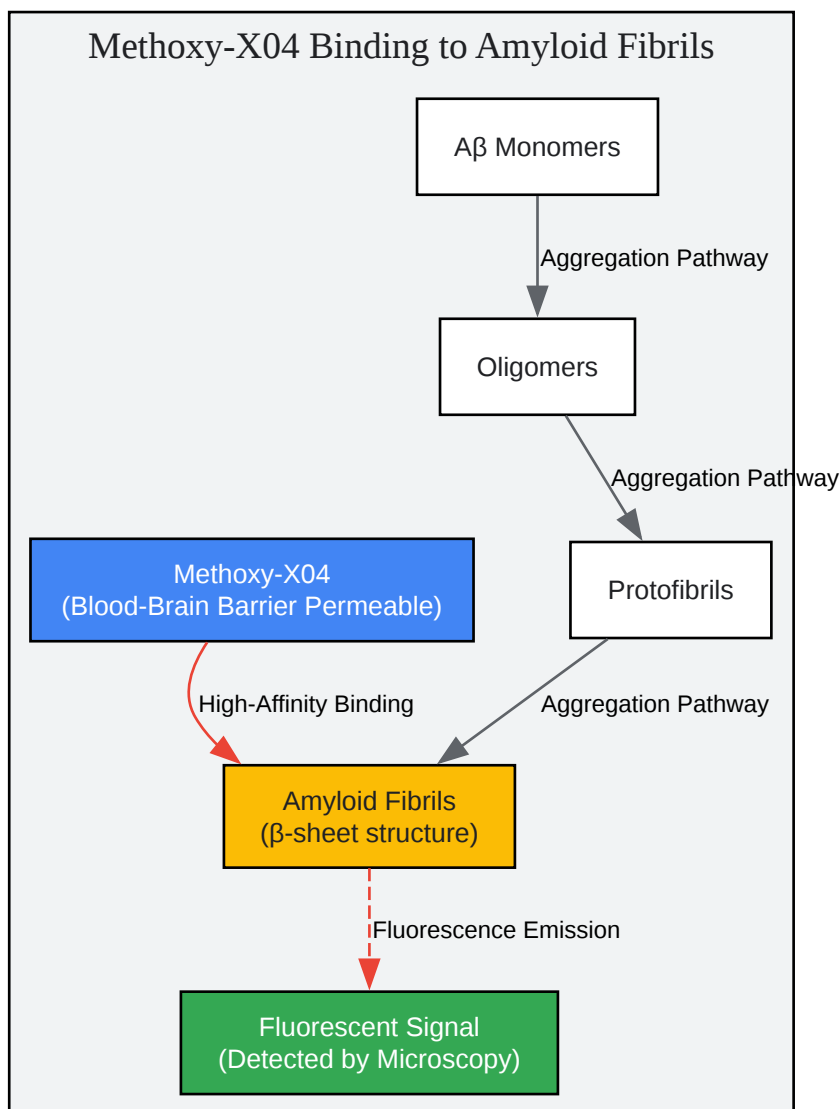 Methoxy-X04 Binding to Amyloid Fibrils
Aβ Monomers
Aggregation Pathway
Oligomers
Aggregation Pathway
Methoxy-X04
(Blood-Brain Barrier Permeable)
Protofibrils
High-Affinity Binding
Aggregation Pathway
Amyloid Fibrils
(β-sheet structure)
Fluorescence Emission
Fluorescent Signal
(Detected by Microscopy)